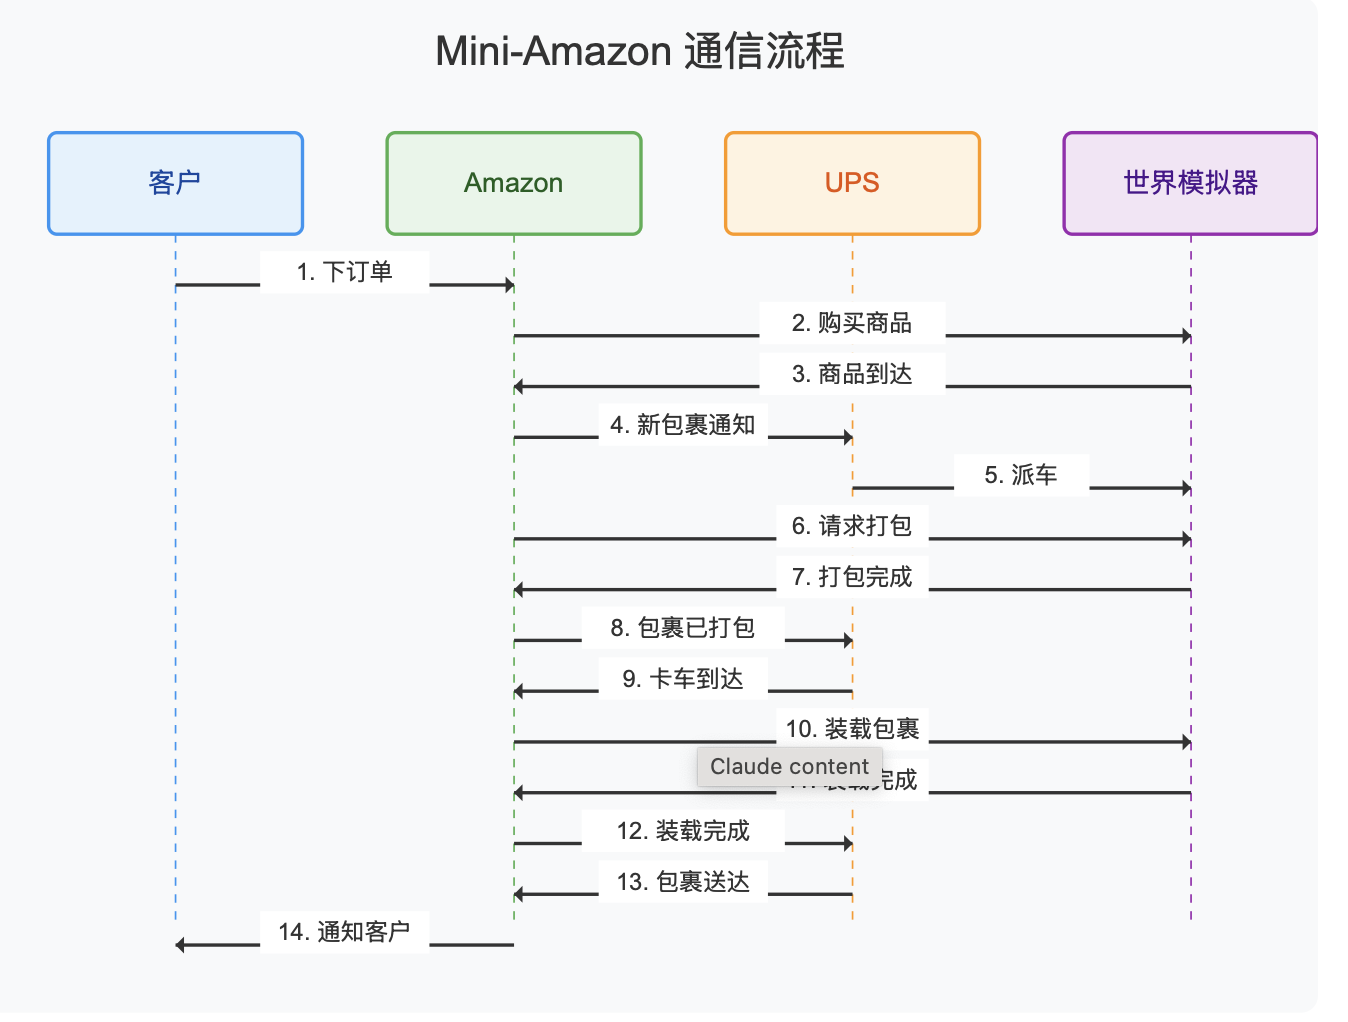 Mini-Amazon 通信流程
客户
Amazon
UPS
世界模拟器
1. 下订单
2. 购买商品
3. 商品到达
4. 新包裹通知
5. 派车
6. 请求打包
7. 打包完成
8. 包裹已打包
9. 卡车到达
10. 装载包裹
Claude content
完成
12. 装载完成
13. 包裹送达
14. 通知客户